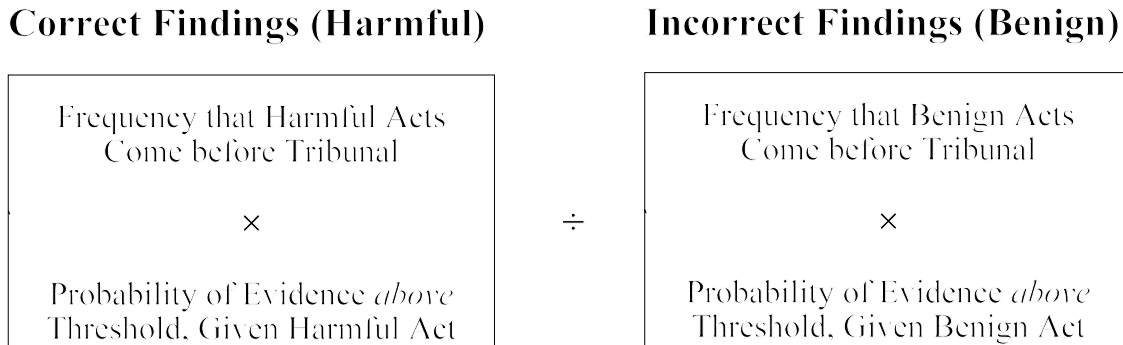 Correct Findings (Harmful)
Frequency that Harmful Acts
Come before Tribunal
×
Probability of Evidence above
Threshold, Given Harmful Act
÷
Incorrect Findings (Benign)
Frequency that Benign Acts
Come before Tribunal
×
Probability of Evidence above
Threshold, Given Benign Act